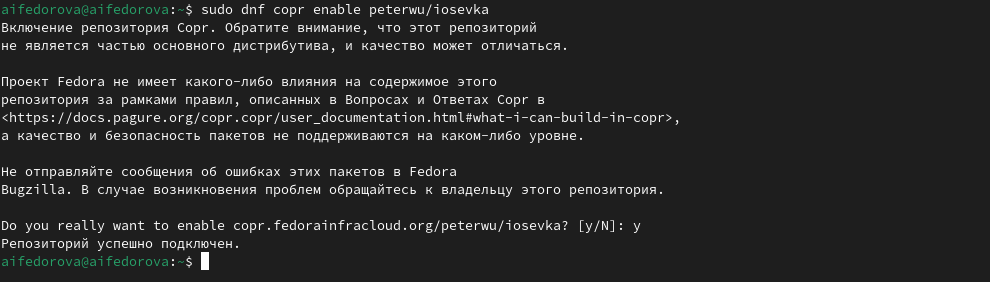 aifedorova@aifedorova:~$ sudo dnf copr enable peterwu/iosevka
Включение репозитория Copr. Обратите внимание, что этот репозиторий
не является частью основного дистрибутива, и качество может отличаться.
Проект Fedora не имеет какого-либо влияния на содержимое этого
репозитория за рамками правил, описанных в Вопросах и Ответах Copr в
<https://docs.pagure.org/copr.copr/user_documentation.html#what-i-can-build-in-copr>,
а качество и безопасность пакетов не поддерживаются на каком-либо уровне.
Не отправляйте сообщения об ошибках этих пакетов в Fedora
Bugzilla. В случае возникновения проблем обращайтесь к владельцу этого репозитория.
Do you really want to enable copr.fedorainfracloud.org/peterwu/iosevka? [y/N]: y
Репозиторий успешно подключен.
aifedorova@aifedorova:~$